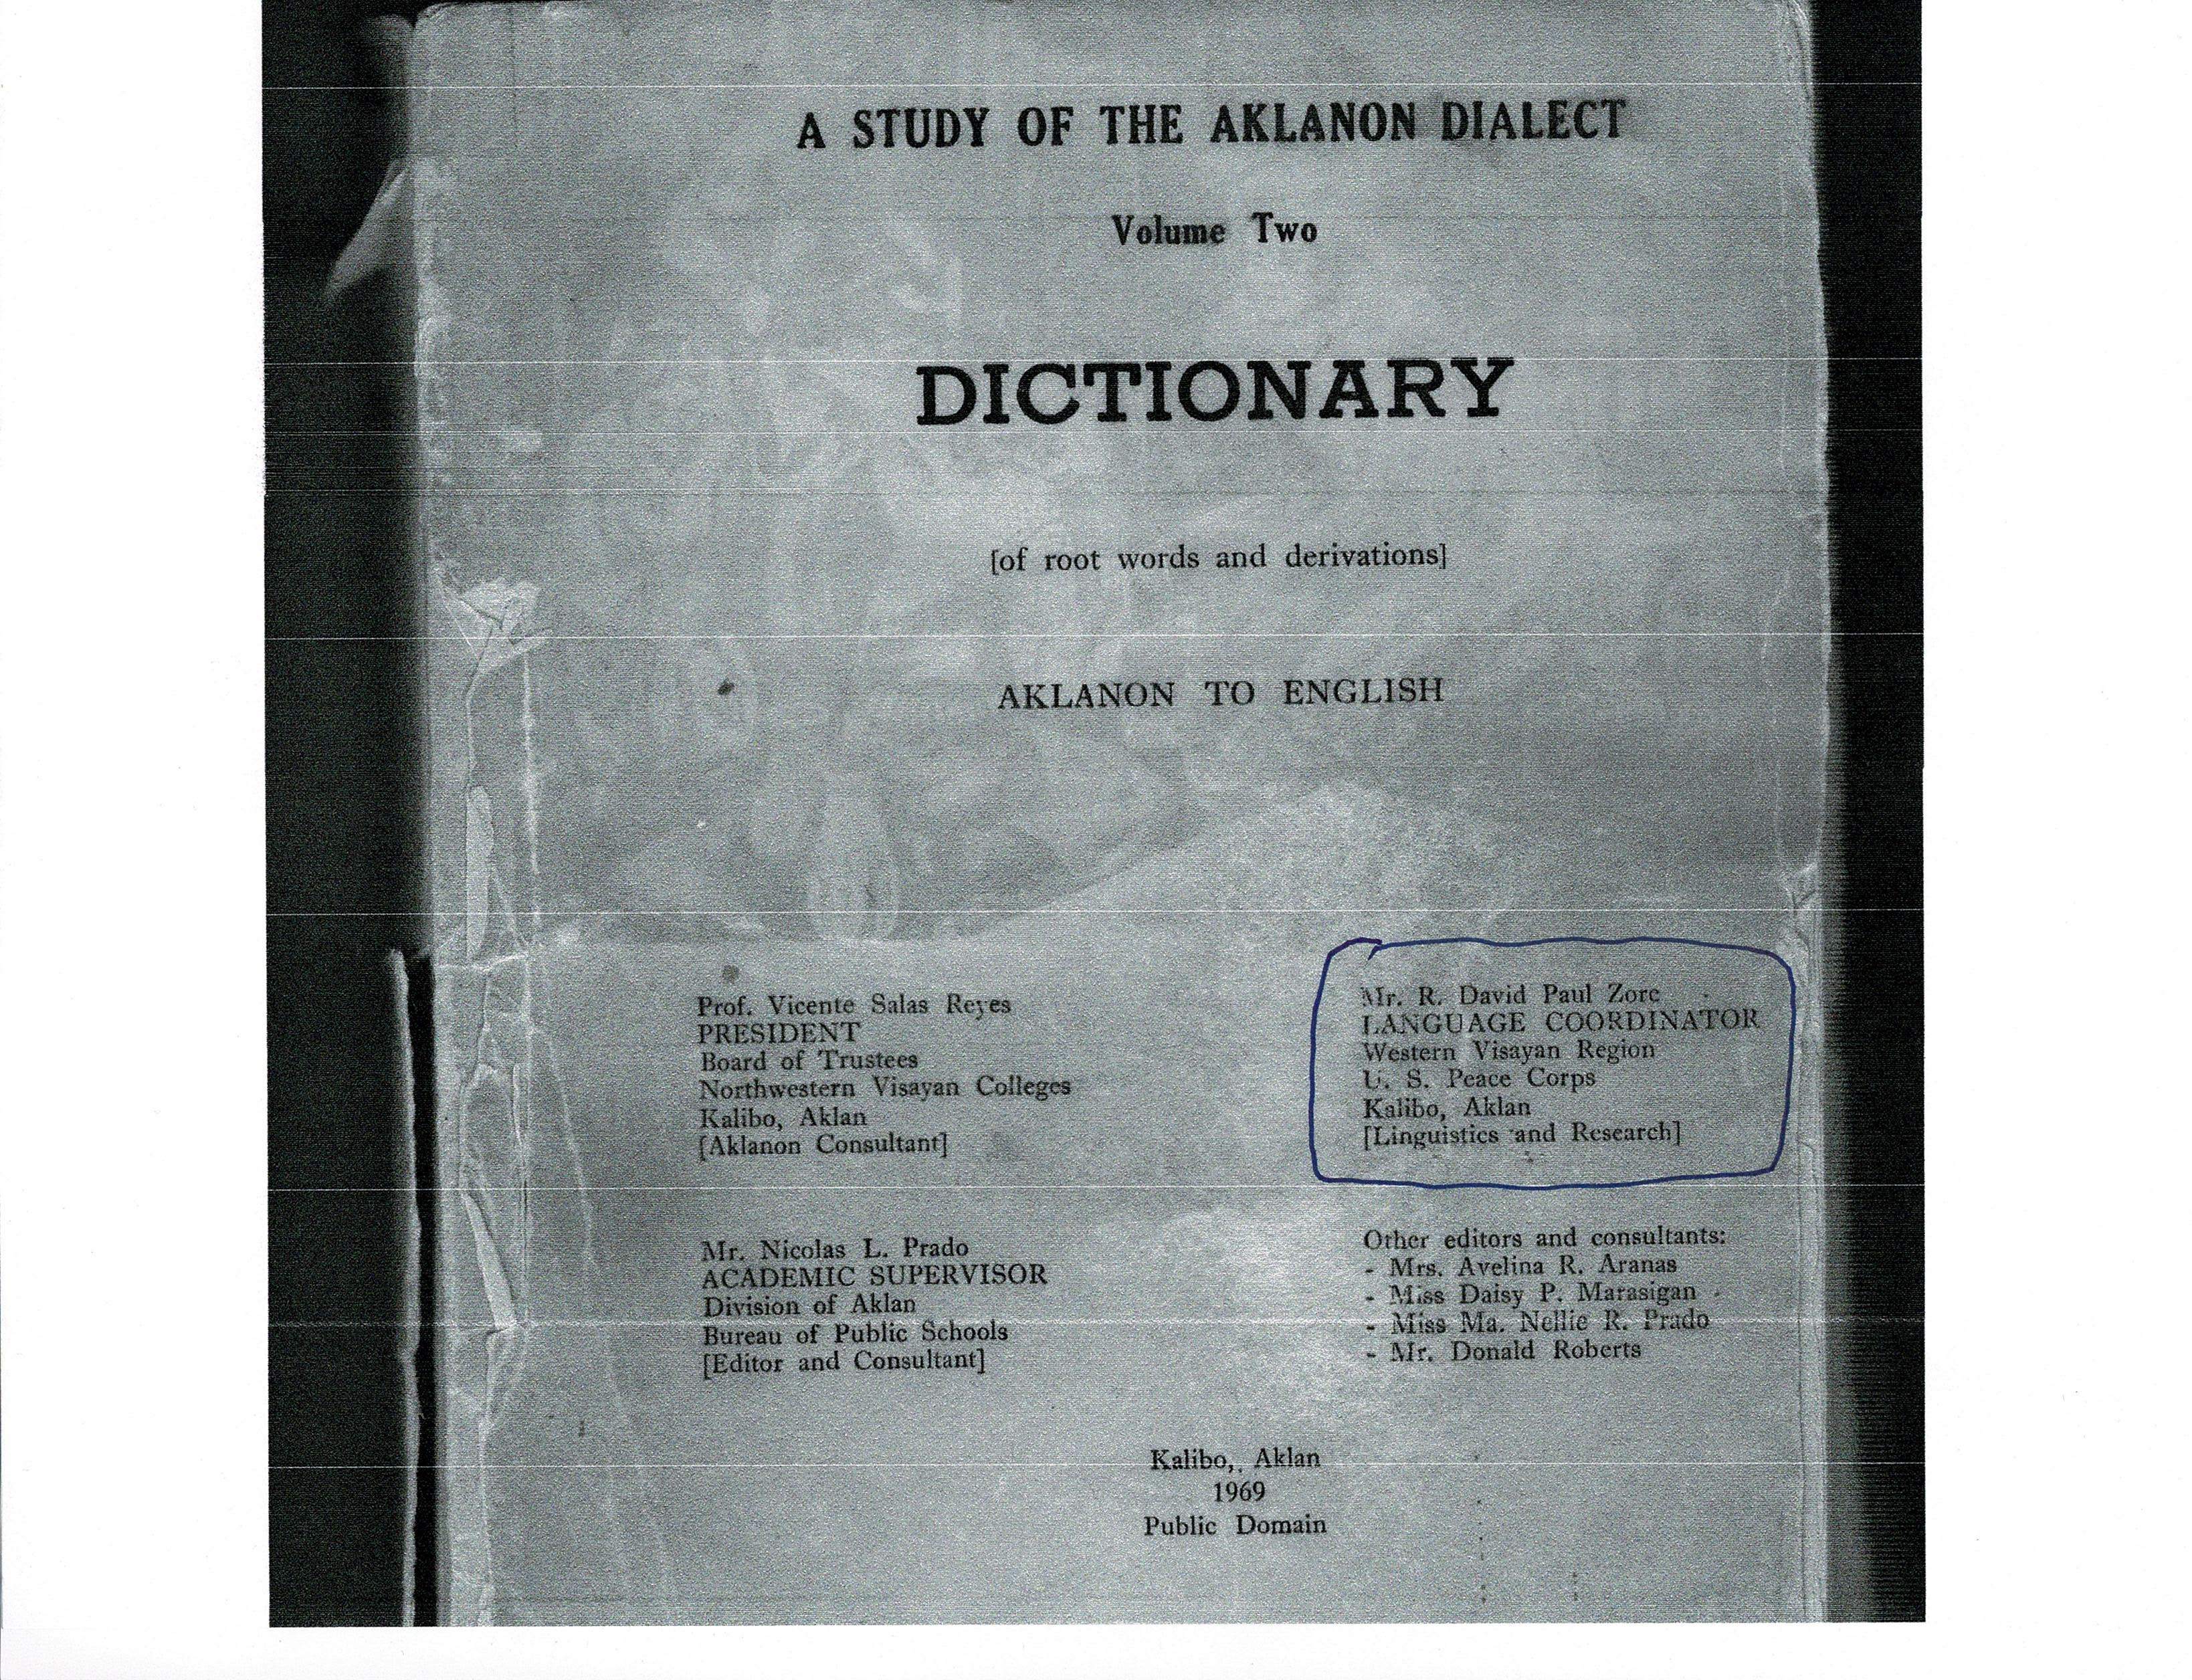 A STUDY OF THE AKLANON DIALECT
Volume Two
DICTIONARY
[of root words and derivations]
AKLANON TO ENGLISH
Prof. Vicente Salas Reyes
PRESIDENT
Board of Trustees
Northwestern Visayan Colleges
Kalibo, Aklan
[Aklanon Consultant]
Mr. R. David Paul Zorc
LANGUAGE COORDINATOR
Western Visayan Region
U. S. Peace Corps
Kalibo, Aklan
[Linguistics and Research]
Mr. Nicolas L. Prado
ACADEMIC SUPERVISOR
Division of Aklan
Bureau of Public Schools
[Editor and Consultant]
Other editors and consultants:
- Mrs. Avelina R. Aranas
- Miss Daisy P. Marasigan
- Miss Ma. Nellie R. Prado
- Mr. Donald Roberts
Kalibo, Aklan
1969
Public Domain